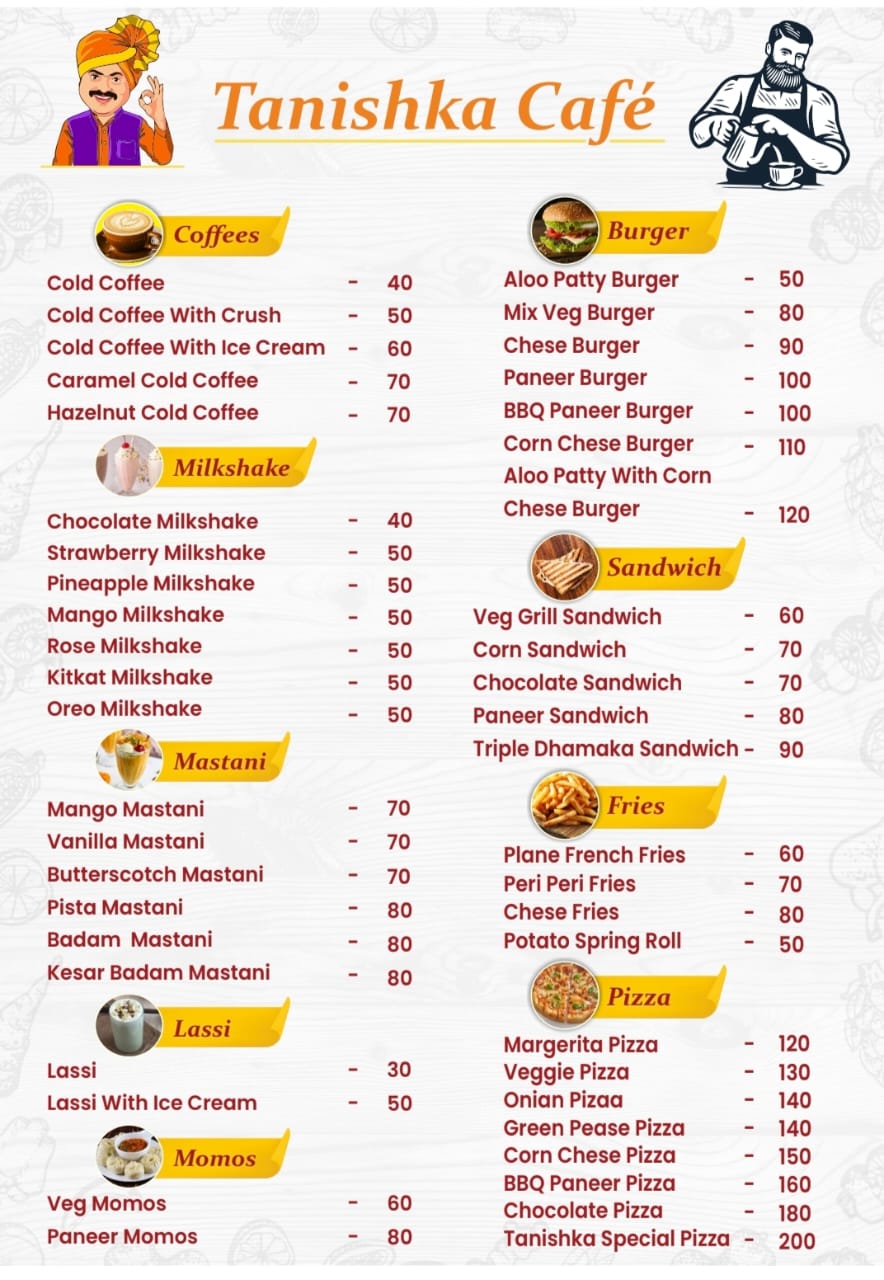 Tanishka Café
Coffees
Cold Coffee - 40
Cold Coffee With Crush - 50
Cold Coffee With Ice Cream - 60
Caramel Cold Coffee - 70
Hazelnut Cold Coffee - 70
Milkshake
Chocolate Milkshake - 40
Strawberry Milkshake - 50
Pineapple Milkshake - 50
Mango Milkshake - 50
Rose Milkshake - 50
Kitkat Milkshake - 50
Oreo Milkshake - 50
Mastani
Mango Mastani - 70
Vanilla Mastani - 70
Butterscotch Mastani - 70
Pista Mastani - 80
Badam Mastani - 80
Kesar Badam Mastani - 80
Lassi
Lassi - 30
Lassi With Ice Cream - 50
Momos
Veg Momos - 60
Paneer Momos - 80
Burger
Aloo Patty Burger - 50
Mix Veg Burger - 80
Chese Burger - 90
Paneer Burger - 100
BBQ Paneer Burger - 100
Corn Chese Burger - 110
Aloo Patty With Corn
Chese Burger - 120
Sandwich
Veg Grill Sandwich - 60
Corn Sandwich - 70
Chocolate Sandwich - 70
Paneer Sandwich - 80
Triple Dhamaka Sandwich - 90
Fries
Plane French Fries - 60
Peri Peri Fries - 70
Chese Fries - 80
Potato Spring Roll - 50
Pizza
Margerita Pizza - 120
Veggie Pizza - 130
Onian Pizaa - 140
Green Pease Pizza - 140
Corn Chese Pizza - 150
BBQ Paneer Pizza - 160
Chocolate Pizza - 180
Tanishka Special Pizza - 200